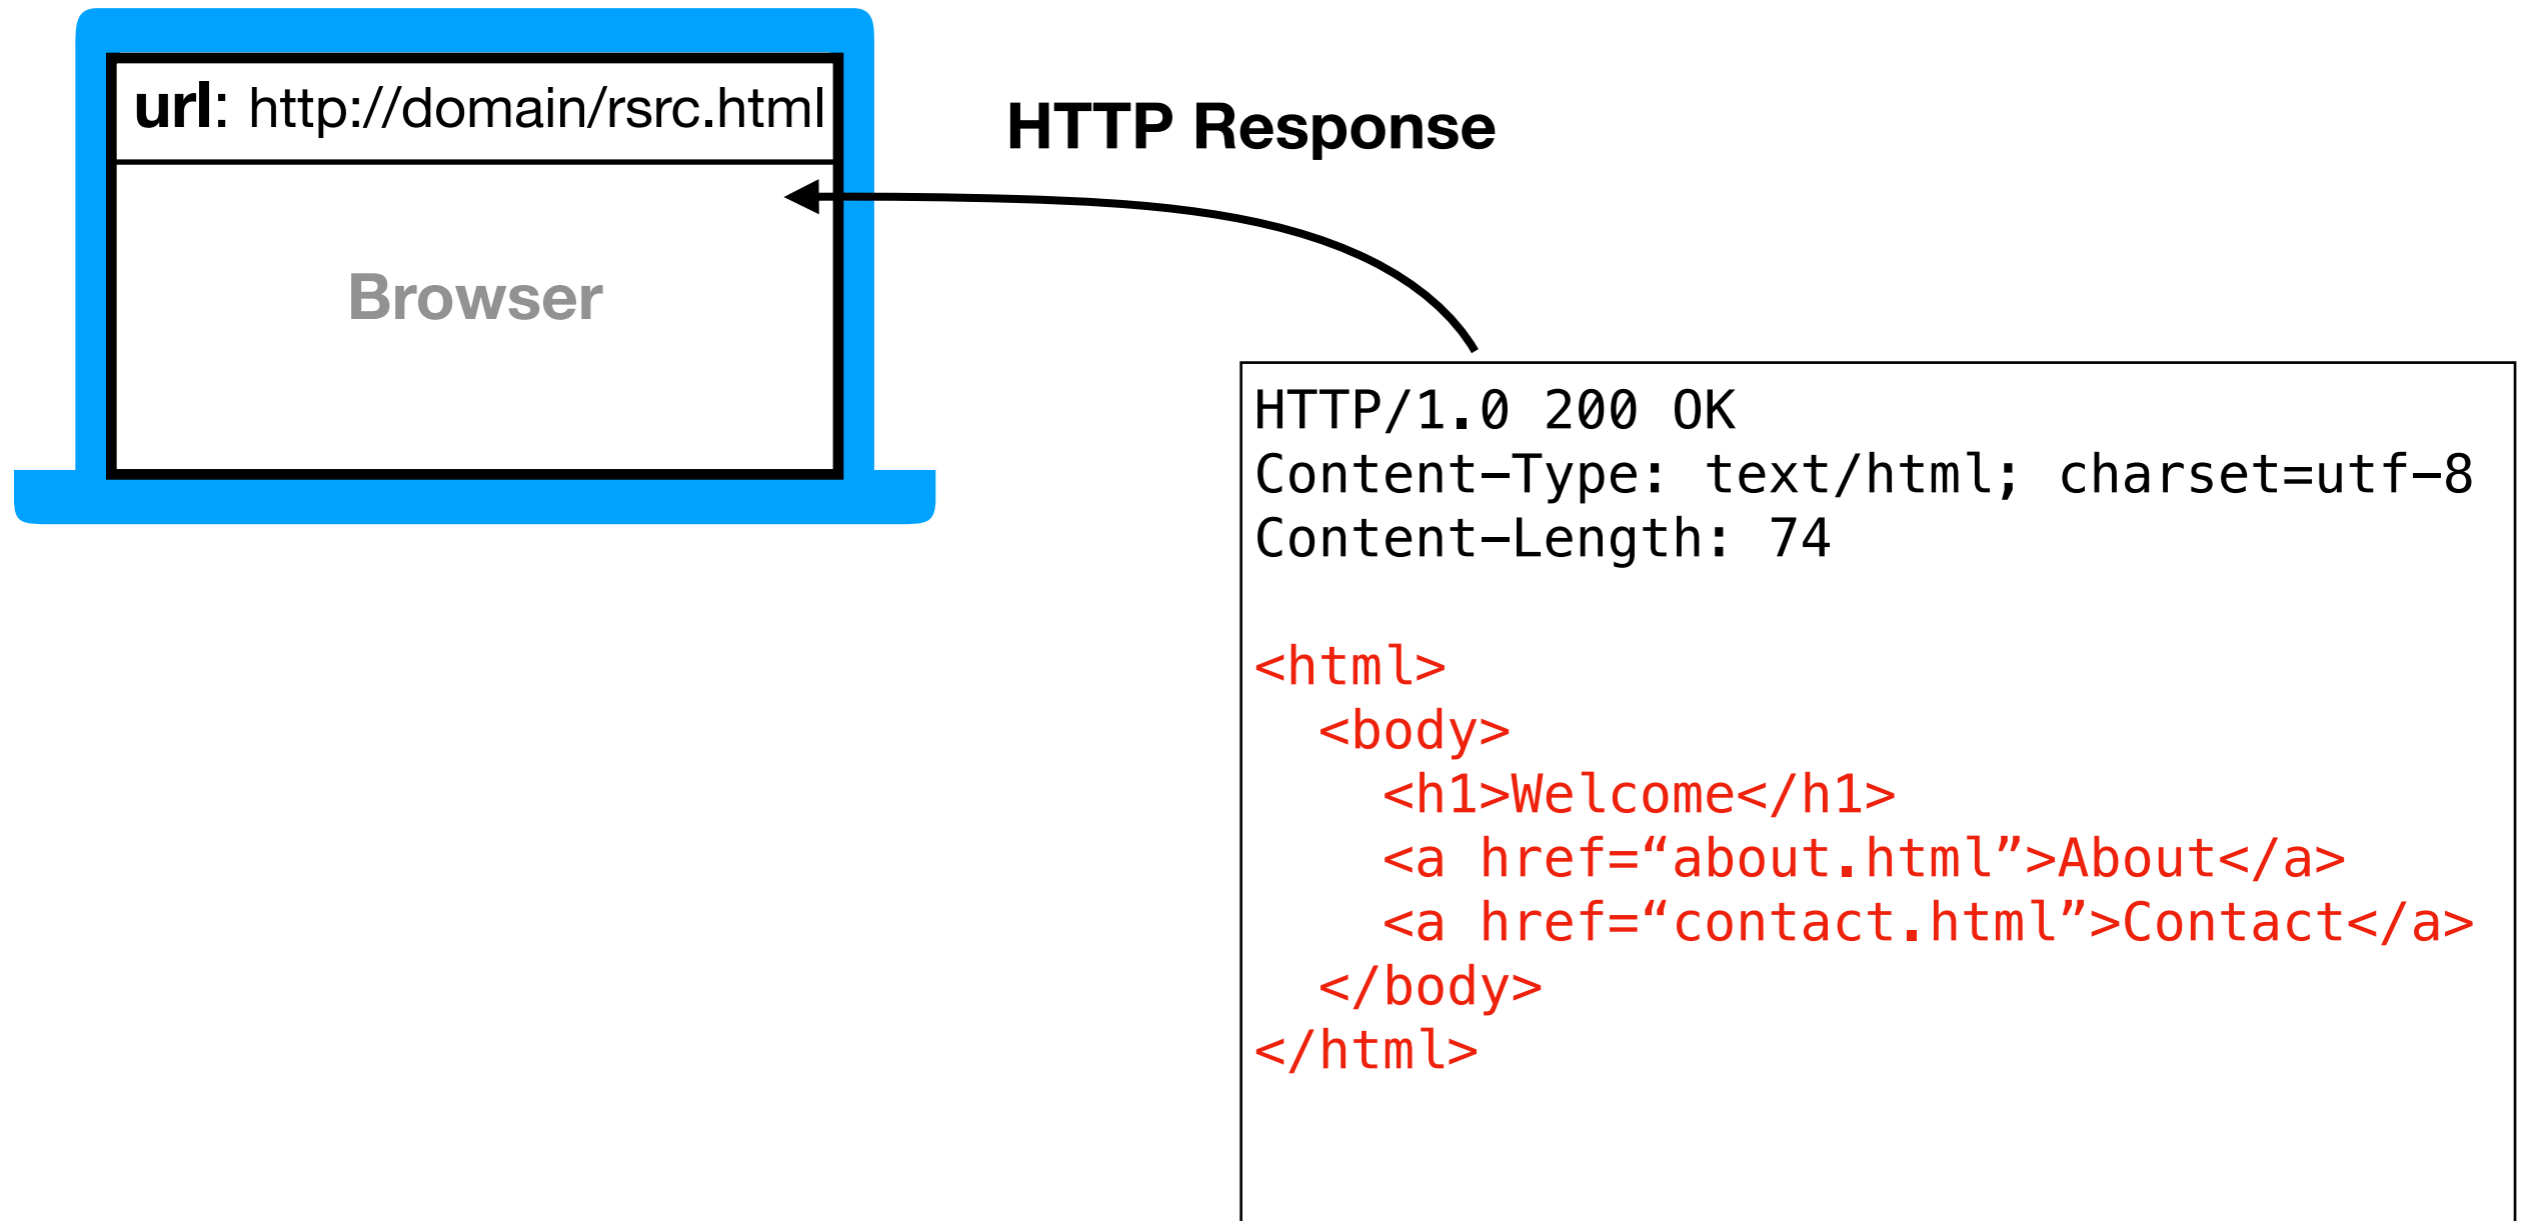 url: http://domain/rsrc.html
HTTP Response
Browser
HTTP/1.0 200 OK
Content-Type: text/html; charset=utf-8
Content-Length: 74
<html>
  <body>
    <h1>Welcome</h1>
    <a href=“about.html”>About</a>
    <a href=“contact.html”>Contact</a>
  </body>
</html>